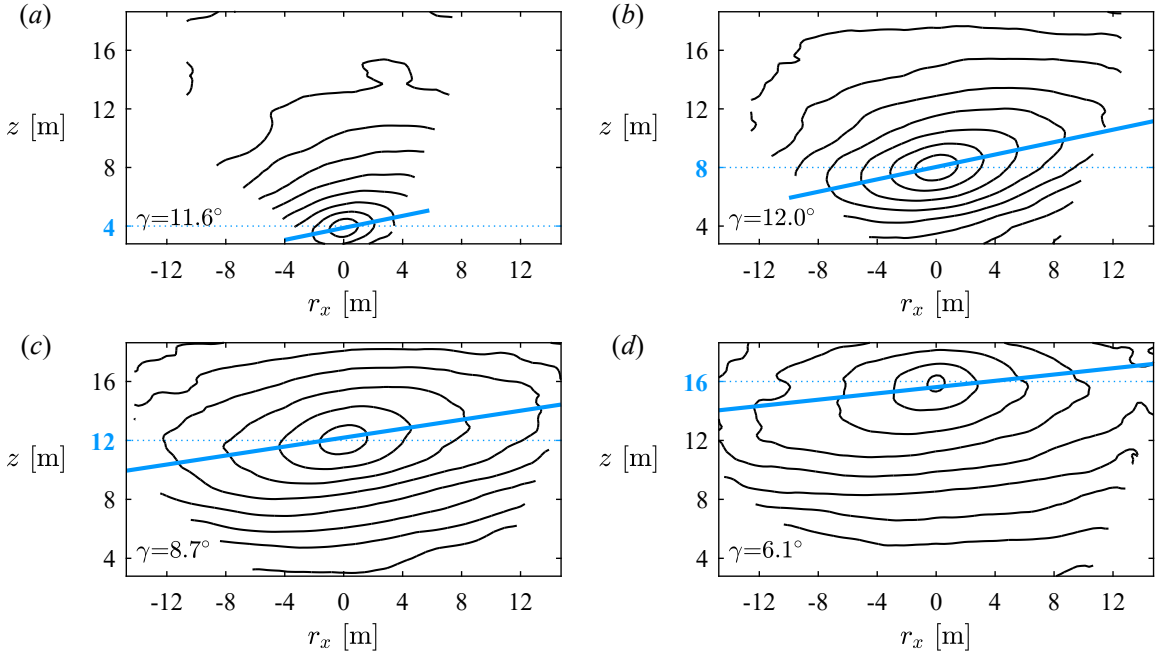 (a)
16
12
8
4
z [m]
γ=11.6°
-12 -8 -4 0 4 8 12
r_x [m]
(b)
16
12
8
4
z [m]
γ=12.0°
-12 -8 -4 0 4 8 12
r_x [m]
(c)
16
12
8
4
z [m]
γ=8.7°
-12 -8 -4 0 4 8 12
r_x [m]
(d)
16
12
8
4
z [m]
γ=6.1°
-12 -8 -4 0 4 8 12
r_x [m]